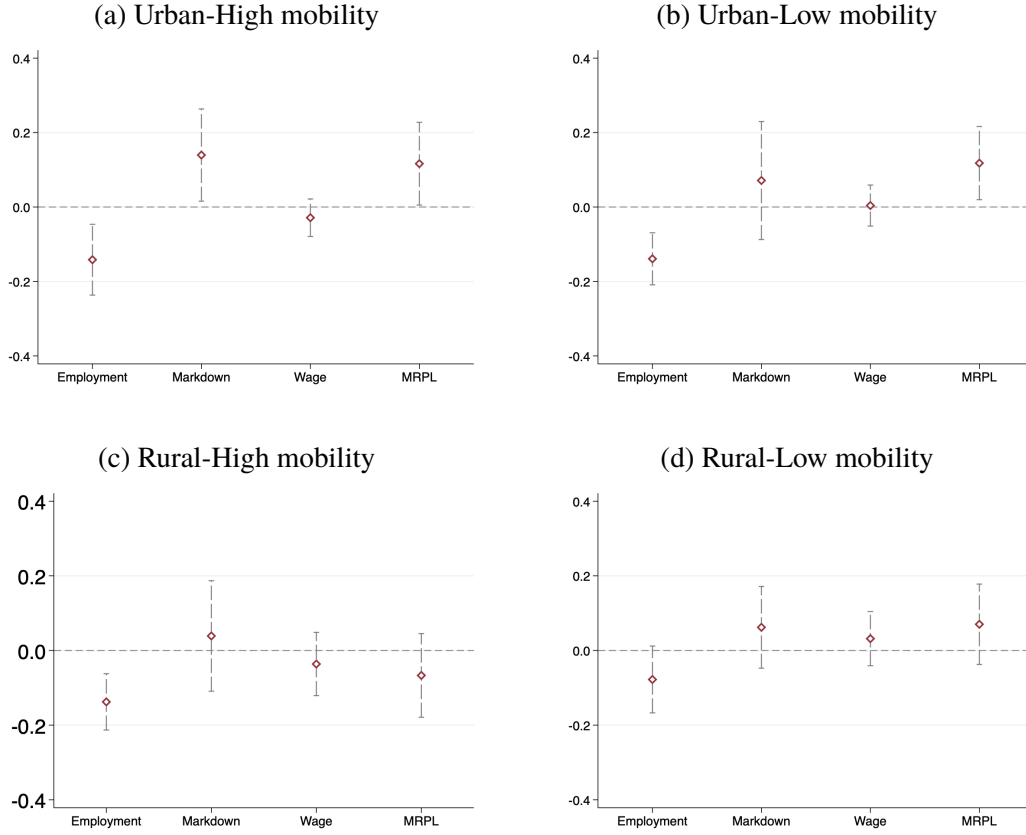 (a) Urban-High mobility
0.4
0.2
0.0
-0.2
-0.4
Employment Markdown Wage MRPL
(b) Urban-Low mobility
0.4
0.2
0.0
-0.2
-0.4
Employment Markdown Wage MRPL
(c) Rural-High mobility
0.4
0.2
0.0
-0.2
-0.4
Employment Markdown Wage MRPL
(d) Rural-Low mobility
0.4
0.2
0.0
-0.2
-0.4
Employment Markdown Wage MRPL